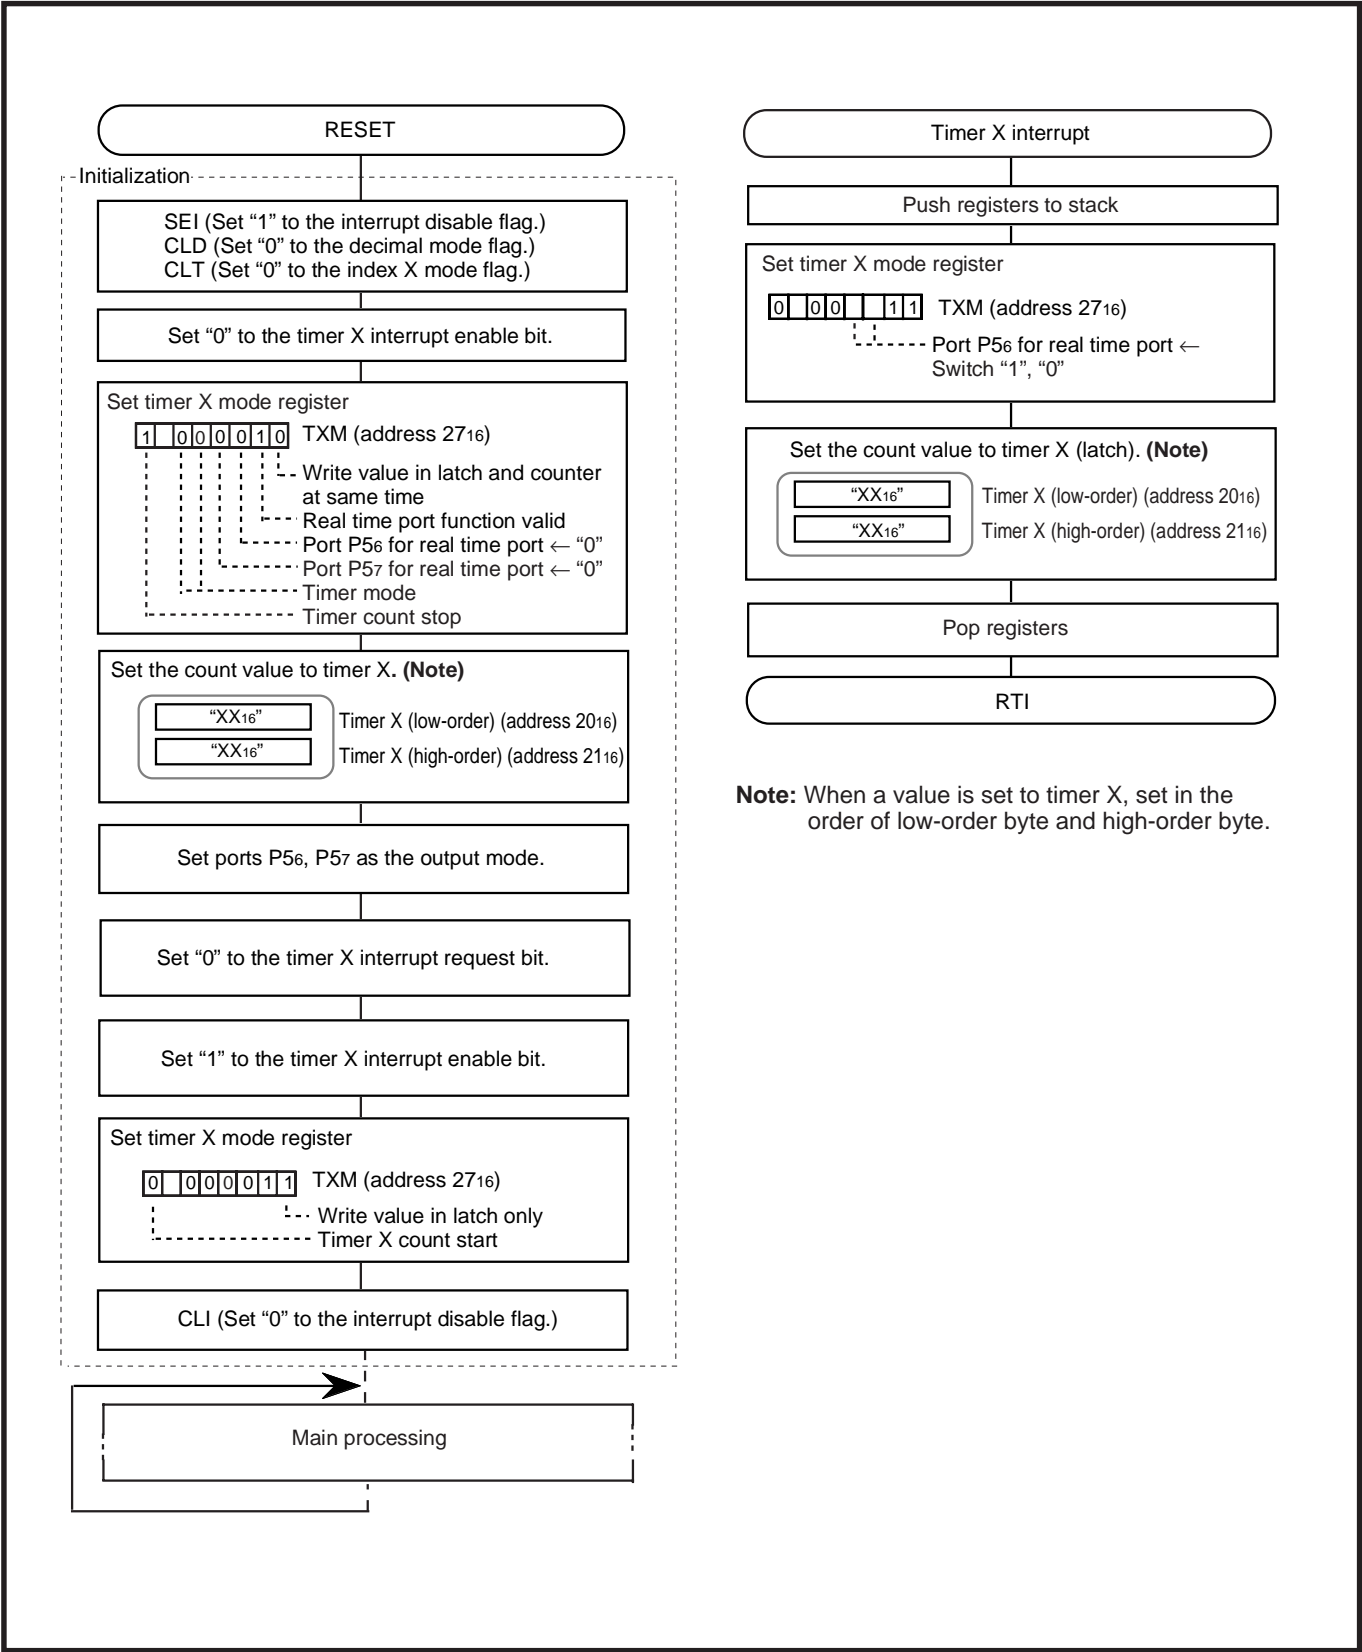 RESET
Initialization
SEI (Set “1” to the interrupt disable flag.)
CLD (Set “0” to the decimal mode flag.)
CLT (Set “0” to the index X mode flag.)
Set “0” to the timer X interrupt enable bit.
Set timer X mode register
1 0 0 0 0 1 0 TXM (address 2716)
Write value in latch and counter
at same time
Real time port function valid
Port P56 for real time port ← “0”
Port P57 for real time port ← “0”
Timer mode
Timer count stop
Set the count value to timer X. (Note)
“XX16” Timer X (low-order) (address 2016)
“XX16” Timer X (high-order) (address 2116)
Set ports P56, P57 as the output mode.
Set “0” to the timer X interrupt request bit.
Set “1” to the timer X interrupt enable bit.
Set timer X mode register
0 0 0 0 0 1 1 TXM (address 2716)
Write value in latch only
Timer X count start
CLI (Set “0” to the interrupt disable flag.)
Main processing
Timer X interrupt
Push registers to stack
Set timer X mode register
0 0 0 1 1 TXM (address 2716)
Port P56 for real time port ←
Switch “1”, “0”
Set the count value to timer X (latch). (Note)
“XX16” Timer X (low-order) (address 2016)
“XX16” Timer X (high-order) (address 2116)
Pop registers
RTI
Note: When a value is set to timer X, set in the
order of low-order byte and high-order byte.